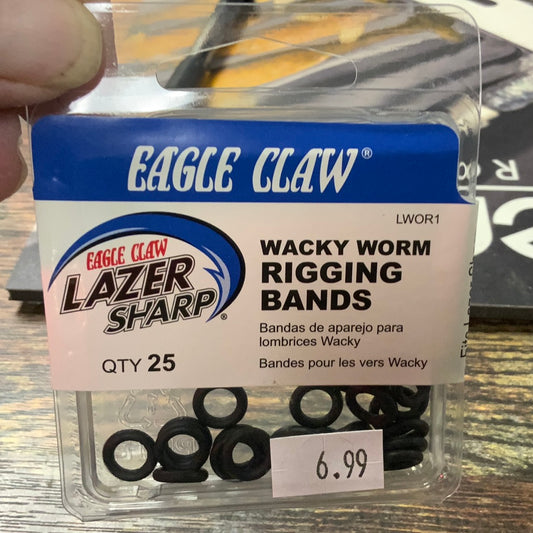 EAGLE CLAW®
LWOR1
EAGLE CLAW
LAZER
SHARP®
WACKY WORM
RIGGING
BANDS
Bandas de aparejo para
lombrices Wacky
Bandes pour les vers Wacky
QTY 25
6.99